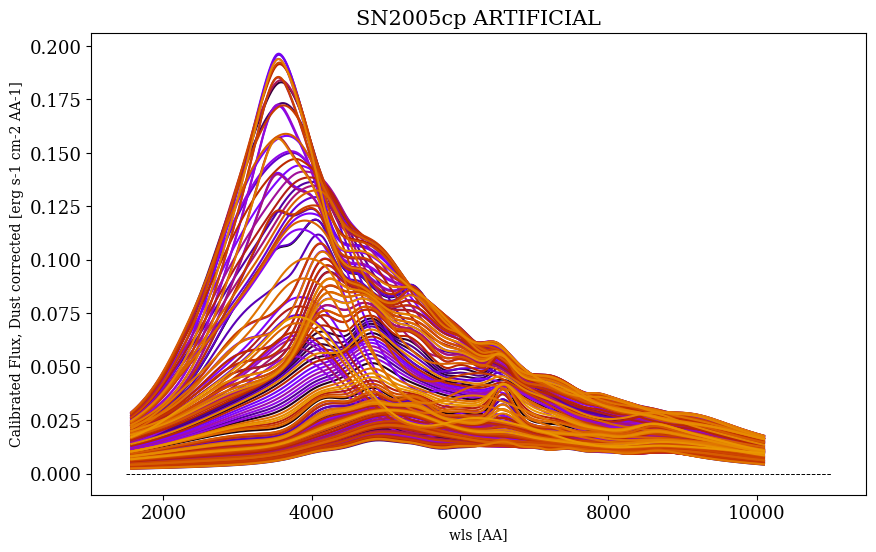 SN2005cp ARTIFICIAL
Calibrated Flux, Dust corrected [erg s-1 cm-2 AA-1]
0.200
0.175
0.150
0.125
0.100
0.075
0.050
0.025
0.000
2000 4000 6000 8000 10000
wls [AA]